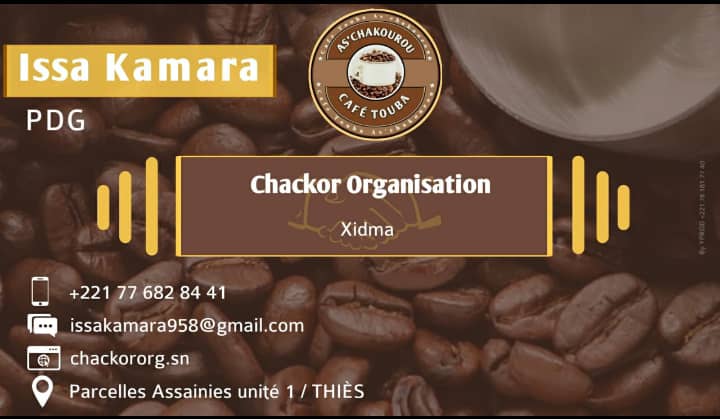 Issa Kamara
PDG
AS'CHAKOUROU
CAFÉ TOUBA
Chackor Organisation
Xidma
+221 77 682 84 41
issakamara958@gmail.com
chackororg.sn
Parcelles Assainies unité 1 / THIÈS